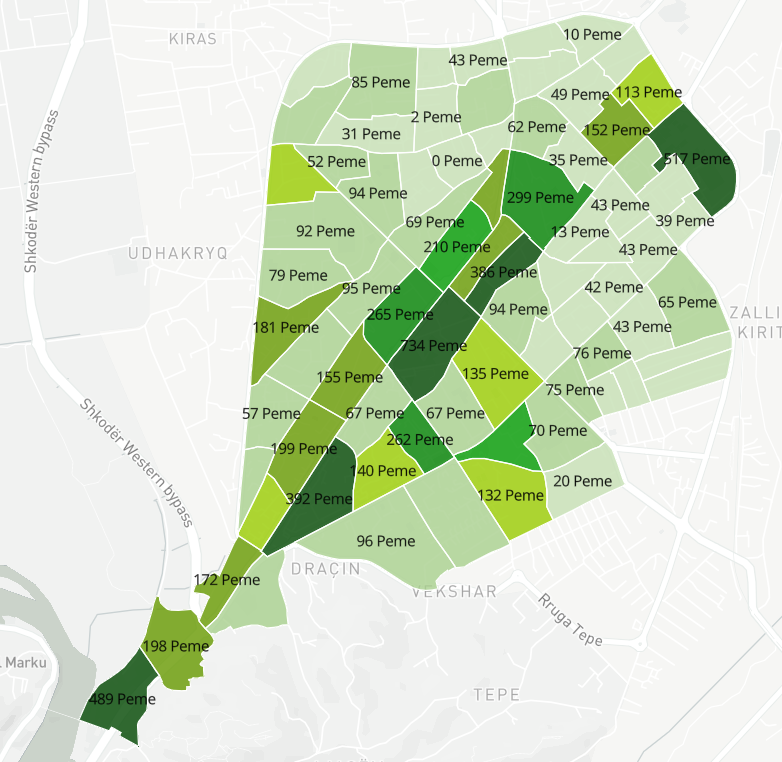 10 Peme
KIRAS
43 Peme
85 Peme
113 Peme
49 Peme
2 Peme
62 Peme
152 Peme
31 Peme
517 Peme
52 Peme
0 Peme
35 Peme
94 Peme
299 Peme
43 Peme
39 Peme
69 Peme
92 Peme
13 Peme
Shkodër Western bypass
UDHAKRYQ
210 Peme
43 Peme
79 Peme
386 Peme
95 Peme
42 Peme
65 Peme
94 Peme
265 Peme
ZALLI
KIRIT
181 Peme
43 Peme
734 Peme
76 Peme
155 Peme
135 Peme
75 Peme
57 Peme
67 Peme
67 Peme
70 Peme
262 Peme
199 Peme
Shkodër Western bypass
140 Peme
20 Peme
392 Peme
132 Peme
96 Peme
DRAÇIN
172 Peme
VEKSHAR
Rruga Tepe
198 Peme
Marku
TEPE
489 Peme